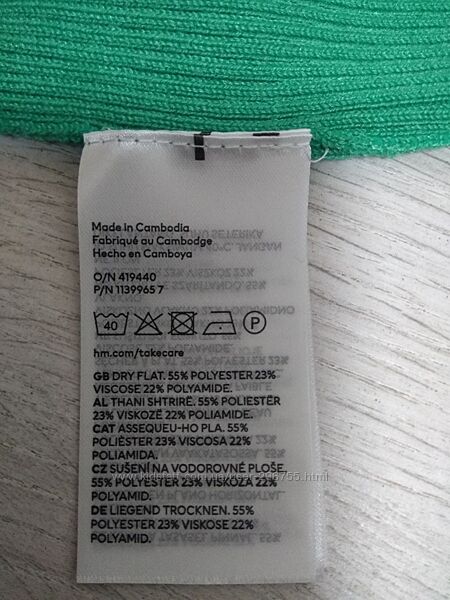 Made in Cambodia
Fabriqué au Cambodge
Hecho en Camboya
O/N 419440
P/N 1139965 7
40 P
hm.com/takecare
GB DRY FLAT. 55% POLYESTER 23%
VISCOSE 22% POLYAMIDE.
AL THANI SHTRIRË. 55% POLIESTËR
23% VISKOZË 22% POLIAMIDE.
CAT ASSEQUEU-HO PLA. 55%
POLIÈSTER 23% VISCOSA 22%
POLIAMIDA.
CZ SUŠENÍ NA VODOROVNÉ PLOŠE.
55% POLYESTER 23% VISKÓZA 22%
POLYAMID.
DE LIEGEND TROCKNEN. 55%
POLYESTER 23% VISKOSE 22%
POLYAMID.